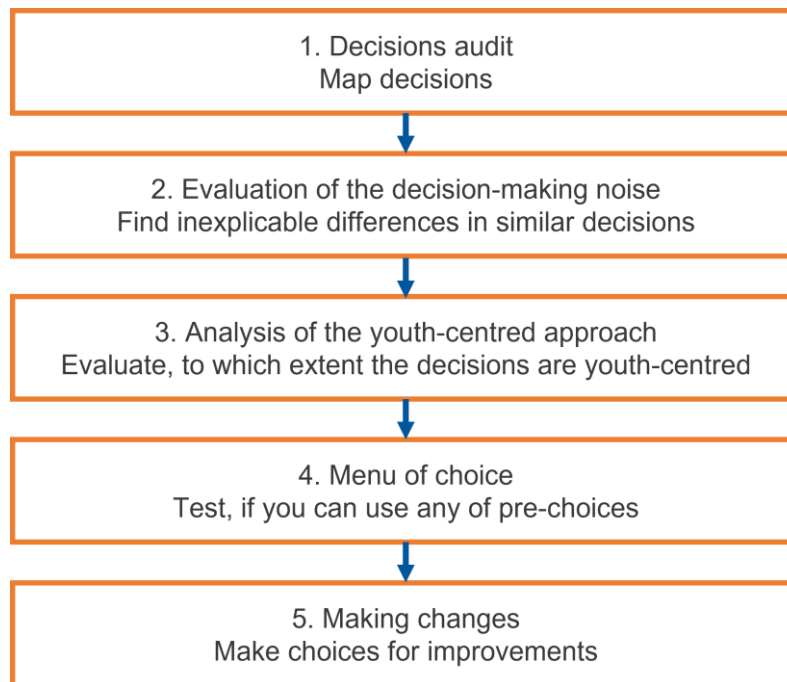 1. Decisions audit
Map decisions
2. Evaluation of the decision-making noise
Find inexplicable differences in similar decisions
3. Analysis of the youth-centred approach
Evaluate, to which extent the decisions are youth-centred
4. Menu of choice
Test, if you can use any of pre-choices
5. Making changes
Make choices for improvements